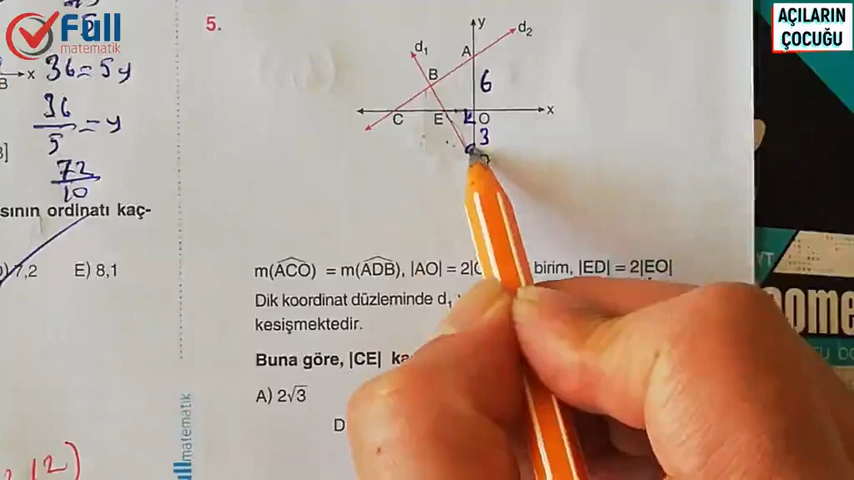 Full
matematik
AÇILARIN
ÇOCUĞU
x 36 = 5y
B
36/5 = y
72/10
sının ordinatı kaç-
7,2 E) 8,1
5.
y
d₂
d₁
A
B
6
C E O x
3
m(ACO) = m(ADB), |AO| = 2| birim, |ED| = 2|EO|
Dik koordinat düzleminde d₁
kesişmektedir.
Buna göre, |CE|
A) 2√3
D
matematik